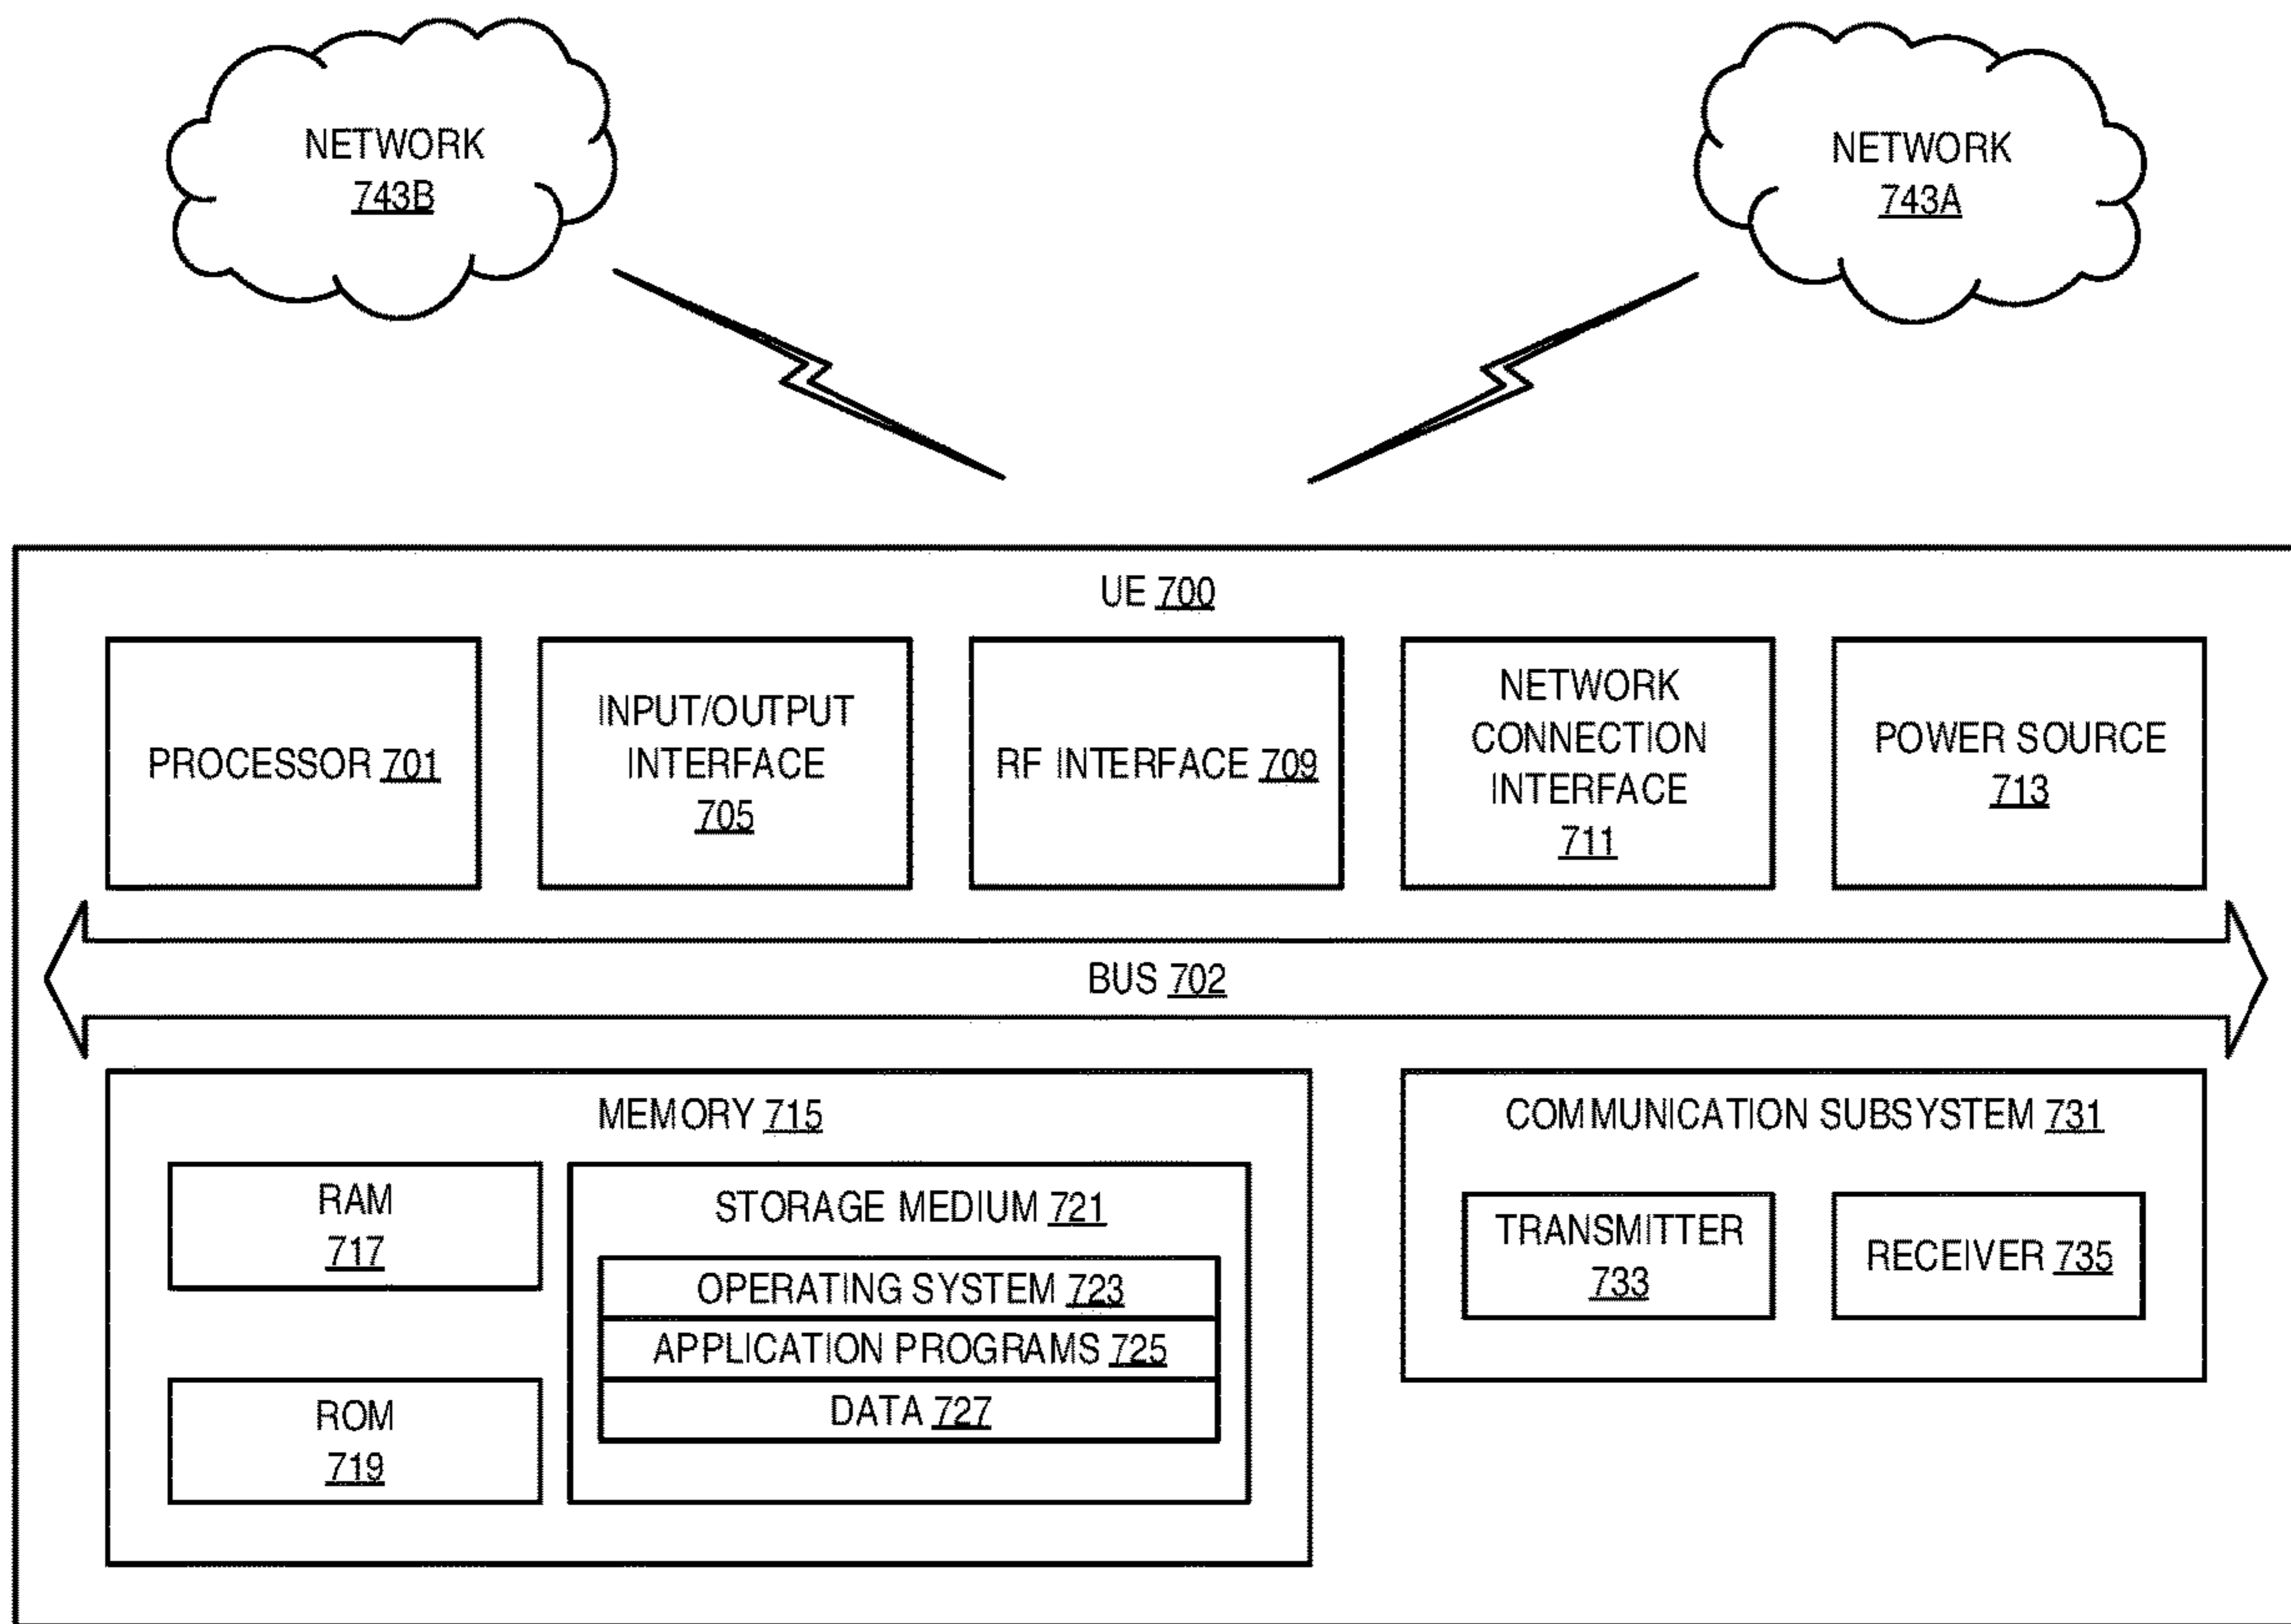 NETWORK
743B
NETWORK
743A
UE 700
PROCESSOR 701
INPUT/OUTPUT
INTERFACE
705
RF INTERFACE 709
NETWORK
CONNECTION
INTERFACE
711
POWER SOURCE
713
BUS 702
MEMORY 715
RAM
717
ROM
719
STORAGE MEDIUM 721
OPERATING SYSTEM 723
APPLICATION PROGRAMS 725
DATA 727
COMMUNICATION SUBSYSTEM 731
TRANSMITTER
733
RECEIVER 735